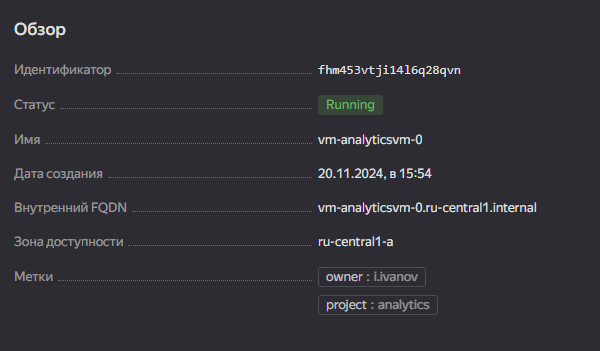 Обзор
Идентификатор fhm453vtji14l6q28qvn
Статус Running
Имя vm-analyticsvm-0
Дата создания 20.11.2024, в 15:54
Внутренний FQDN vm-analyticsvm-0.ru-central1.internal
Зона доступности ru-central1-a
Метки owner : i.ivanov
project : analytics